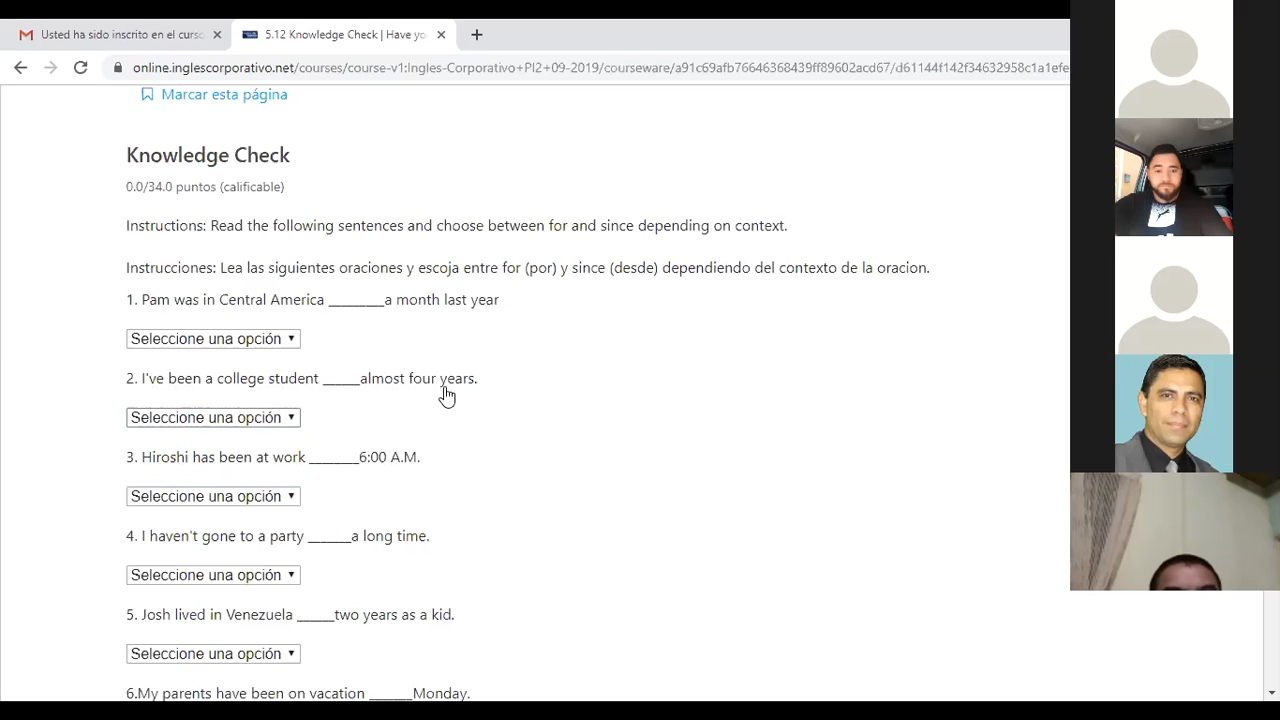 Usted ha sido inscrito en el curso
5.12 Knowledge Check | Have yo
online.inglescorporativo.net/courses/course-v1:Ingles-Corporativo+PI2+09-2019/courseware/a91c69afb76646368439ff89602acd67/d61144f142f34632958c1a1efe
Marcar esta página
Knowledge Check
0.0/34.0 puntos (calificable)
Instructions: Read the following sentences and choose between for and since depending on context.
Instrucciones: Lea las siguientes oraciones y escoja entre for (por) y since (desde) dependiendo del contexto de la oracion.
1. Pam was in Central America _________a month last year
Seleccione una opción
2. I've been a college student ______almost four years.
Seleccione una opción
3. Hiroshi has been at work ________6:00 A.M.
Seleccione una opción
4. I haven't gone to a party _______a long time.
Seleccione una opción
5. Josh lived in Venezuela ______two years as a kid.
Seleccione una opción
6.My parents have been on vacation _______Monday.